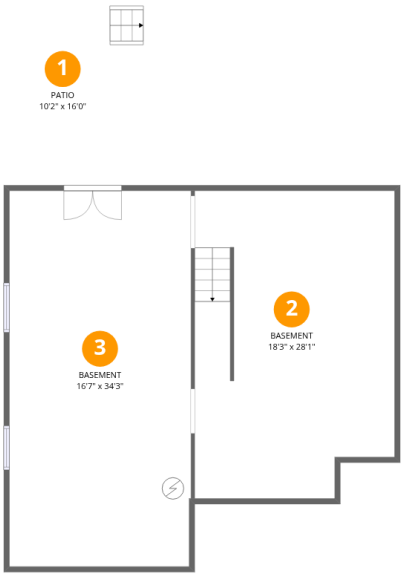 1
PATIO
10'2" x 16'0"
2
BASEMENT
18'3" x 28'1"
3
BASEMENT
16'7" x 34'3"